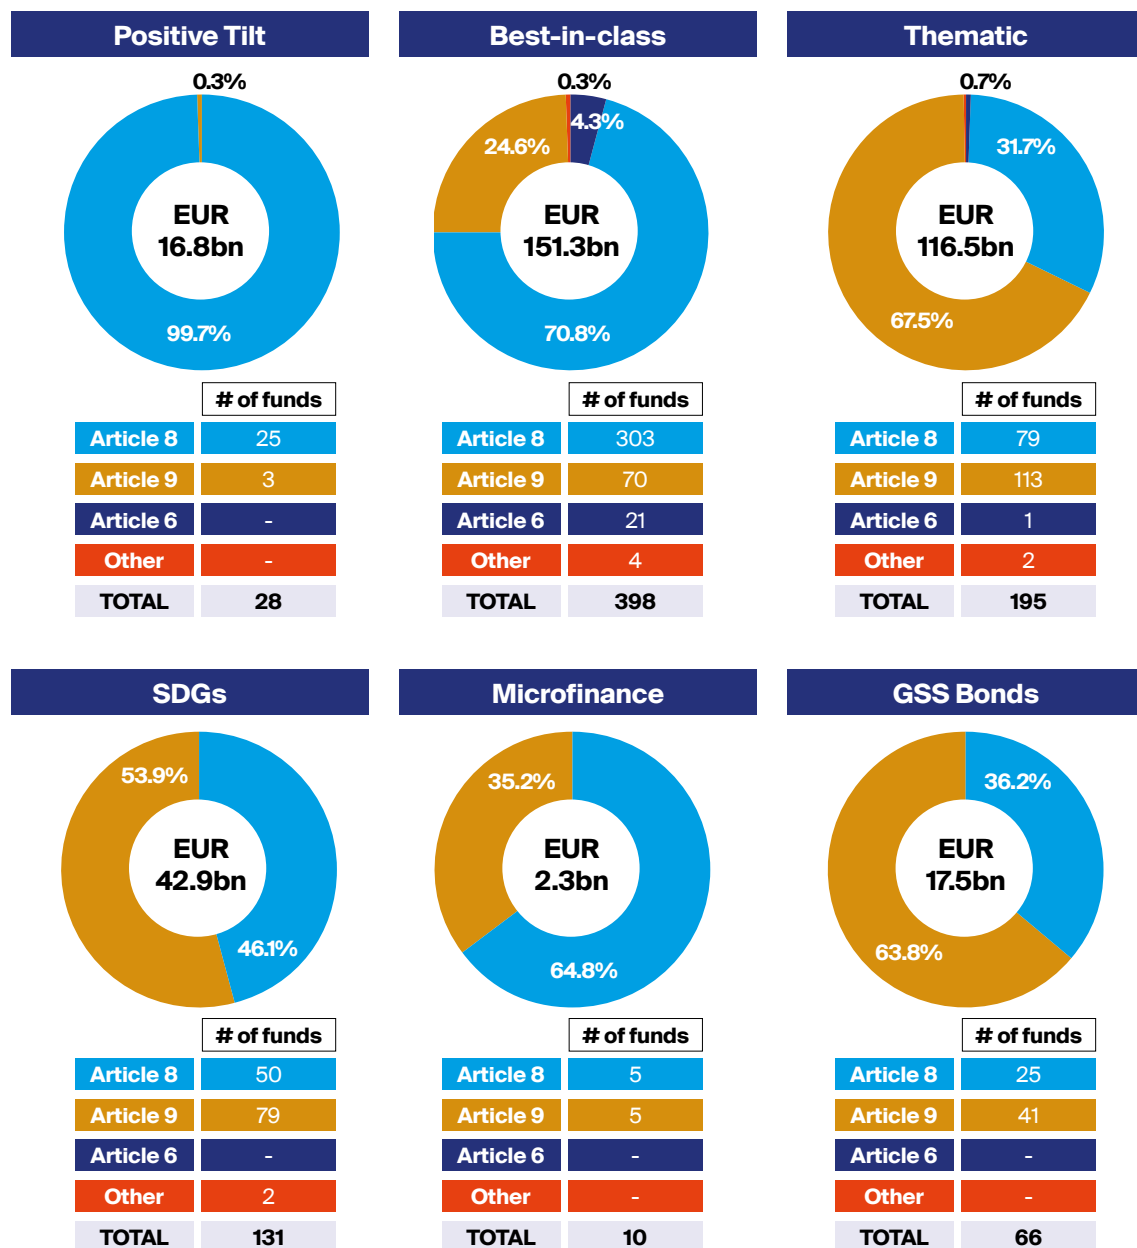 Positive Tilt
0.3%
EUR
16.8bn
99.7%
# of funds
Article 8 25
Article 9 3
Article 6 -
Other -
TOTAL 28
Best-in-class
0.3%
4.3%
24.6%
EUR
151.3bn
70.8%
# of funds
Article 8 303
Article 9 70
Article 6 21
Other 4
TOTAL 398
Thematic
0.7%
31.7%
EUR
116.5bn
67.5%
# of funds
Article 8 79
Article 9 113
Article 6 1
Other 2
TOTAL 195
SDGs
53.9%
EUR
42.9bn
46.1%
# of funds
Article 8 50
Article 9 79
Article 6 -
Other 2
TOTAL 131
Microfinance
35.2%
EUR
2.3bn
64.8%
# of funds
Article 8 5
Article 9 5
Article 6 -
Other -
TOTAL 10
GSS Bonds
36.2%
EUR
17.5bn
63.8%
# of funds
Article 8 25
Article 9 41
Article 6 -
Other -
TOTAL 66